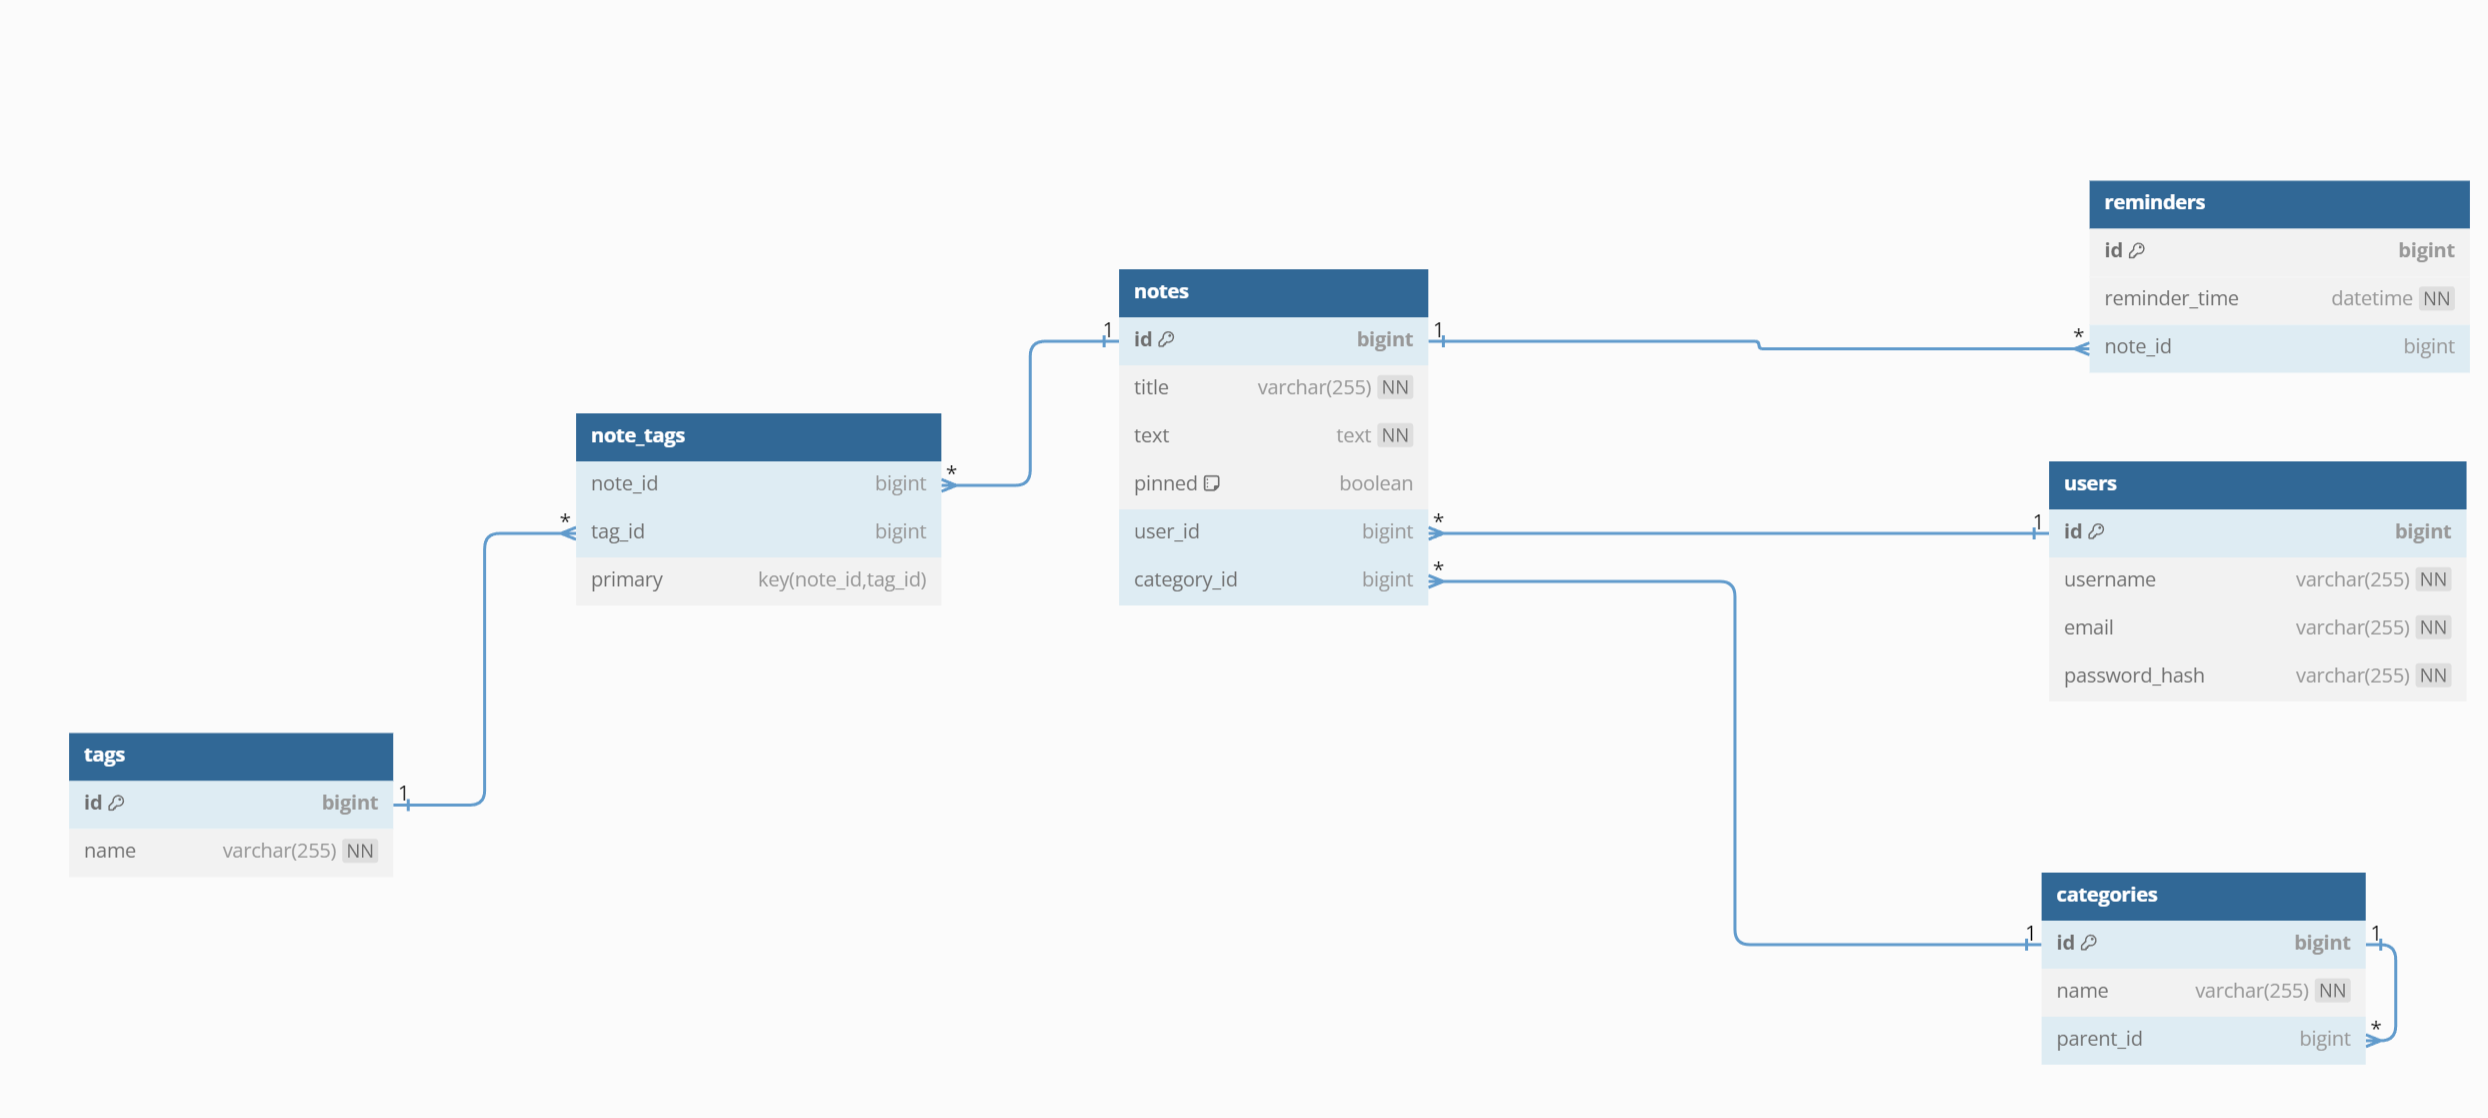 reminders
id bigint
reminder_time datetime NN
* note_id bigint
notes
1 id bigint 1
title varchar(255) NN
text text NN
pinned boolean
user_id bigint *
category_id bigint *
note_tags
note_id bigint *
* tag_id bigint
primary key(note_id,tag_id)
users
1 id bigint
username varchar(255) NN
email varchar(255) NN
password_hash varchar(255) NN
tags
id bigint 1
name varchar(255) NN
categories
1 id bigint 1
name varchar(255) NN
parent_id bigint *